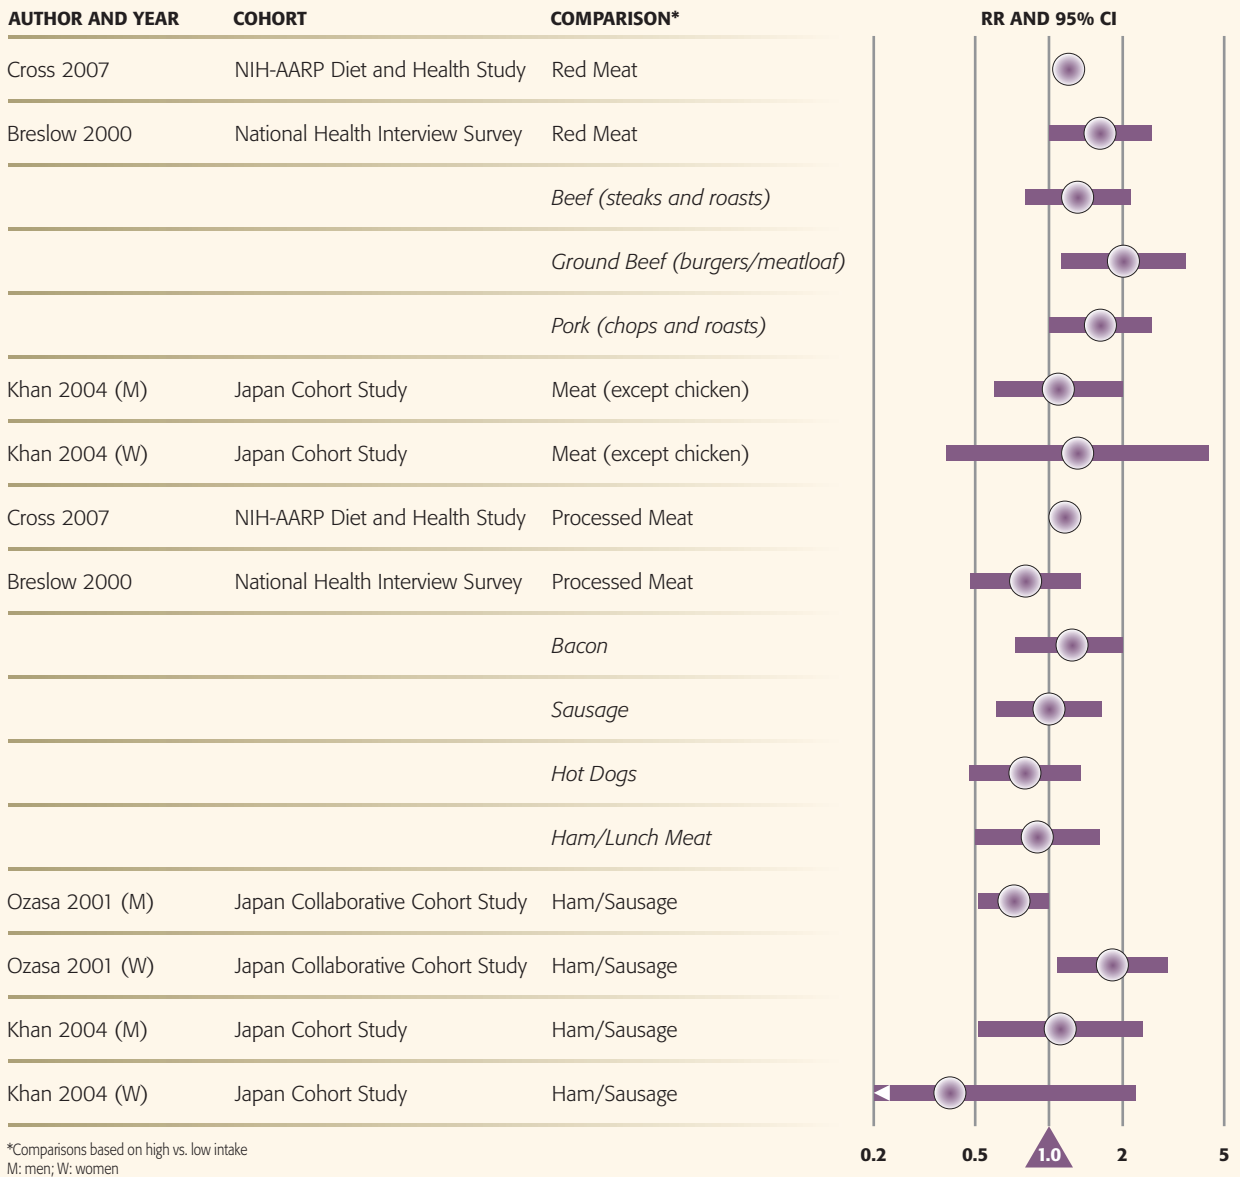 AUTHOR AND YEAR COHORT COMPARISON* RR AND 95% CI
Cross 2007 NIH-AARP Diet and Health Study Red Meat
Breslow 2000 National Health Interview Survey Red Meat
Beef (steaks and roasts)
Ground Beef (burgers/meatloaf)
Pork (chops and roasts)
Khan 2004 (M) Japan Cohort Study Meat (except chicken)
Khan 2004 (W) Japan Cohort Study Meat (except chicken)
Cross 2007 NIH-AARP Diet and Health Study Processed Meat
Breslow 2000 National Health Interview Survey Processed Meat
Bacon
Sausage
Hot Dogs
Ham/Lunch Meat
Ozasa 2001 (M) Japan Collaborative Cohort Study Ham/Sausage
Ozasa 2001 (W) Japan Collaborative Cohort Study Ham/Sausage
Khan 2004 (M) Japan Cohort Study Ham/Sausage
Khan 2004 (W) Japan Cohort Study Ham/Sausage
0.2 0.5 1.0 2 5
*Comparisons based on high vs. low intake
M: men; W: women